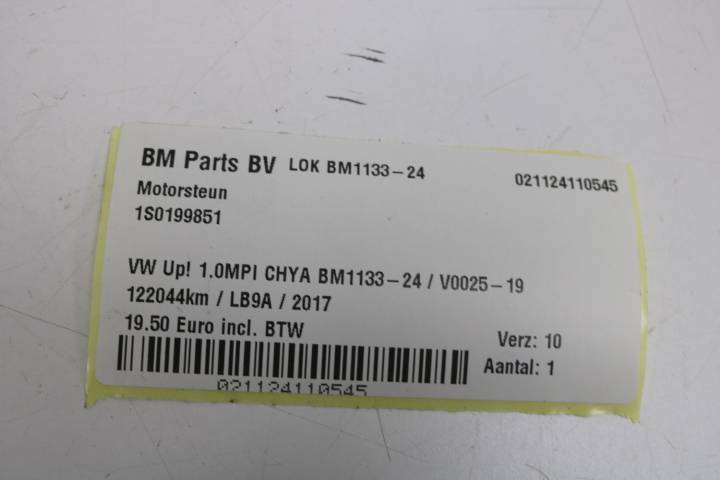 BM Parts BV LOK BM1133-24 021124110545
Motorsteun
1S0199851
VW Up! 1.0MPI CHYA BM1133-24 / V0025-19
122044km / LB9A / 2017
19.50 Euro incl. BTW Verz: 10
Aantal: 1
021124110545